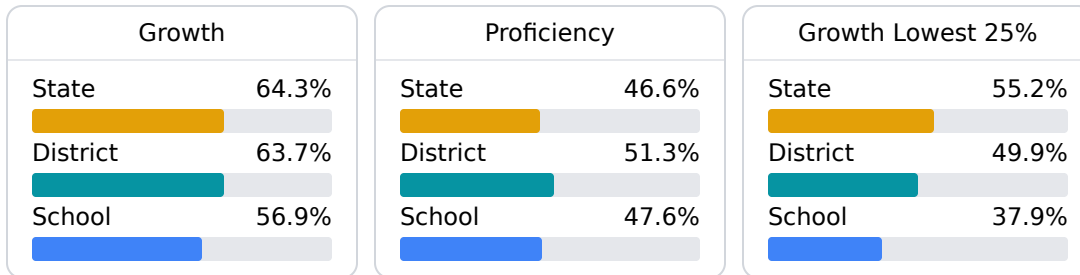 Growth
State 64.3%
District 63.7%
School 56.9%
Proficiency
State 46.6%
District 51.3%
School 47.6%
Growth Lowest 25%
State 55.2%
District 49.9%
School 37.9%